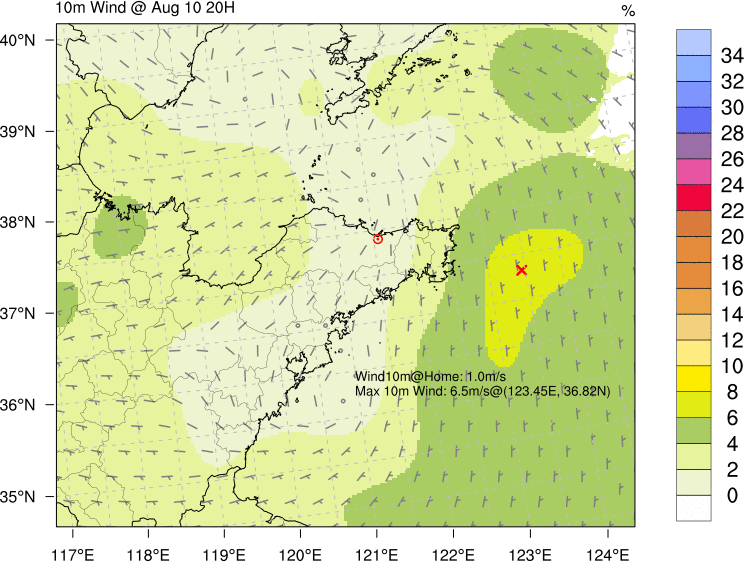 10m Wind @ Aug 10 20H
%
40°N
39°N
38°N
37°N
36°N
35°N
Wind10m@Home: 1.0m/s
Max 10m Wind: 6.5m/s@(123.45E, 36.82N)
117°E 118°E 119°E 120°E 121°E 122°E 123°E 124°E
34
32
30
28
26
24
22
20
18
16
14
12
10
8
6
4
2
0